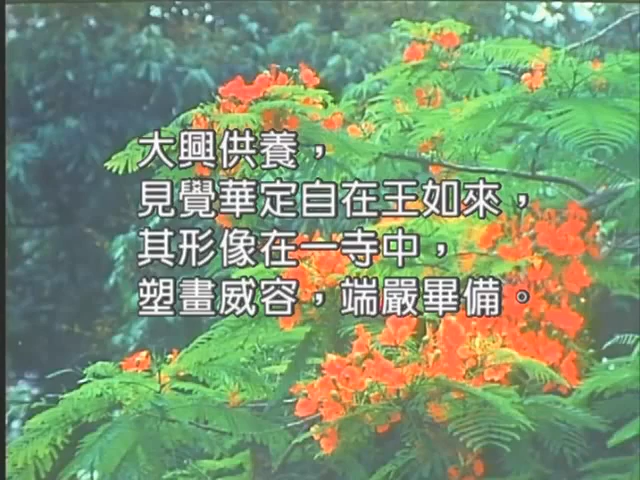 大興供養，
見覺華定自在王如來，
其形像在一寺中，
塑畫威容，端嚴畢備。